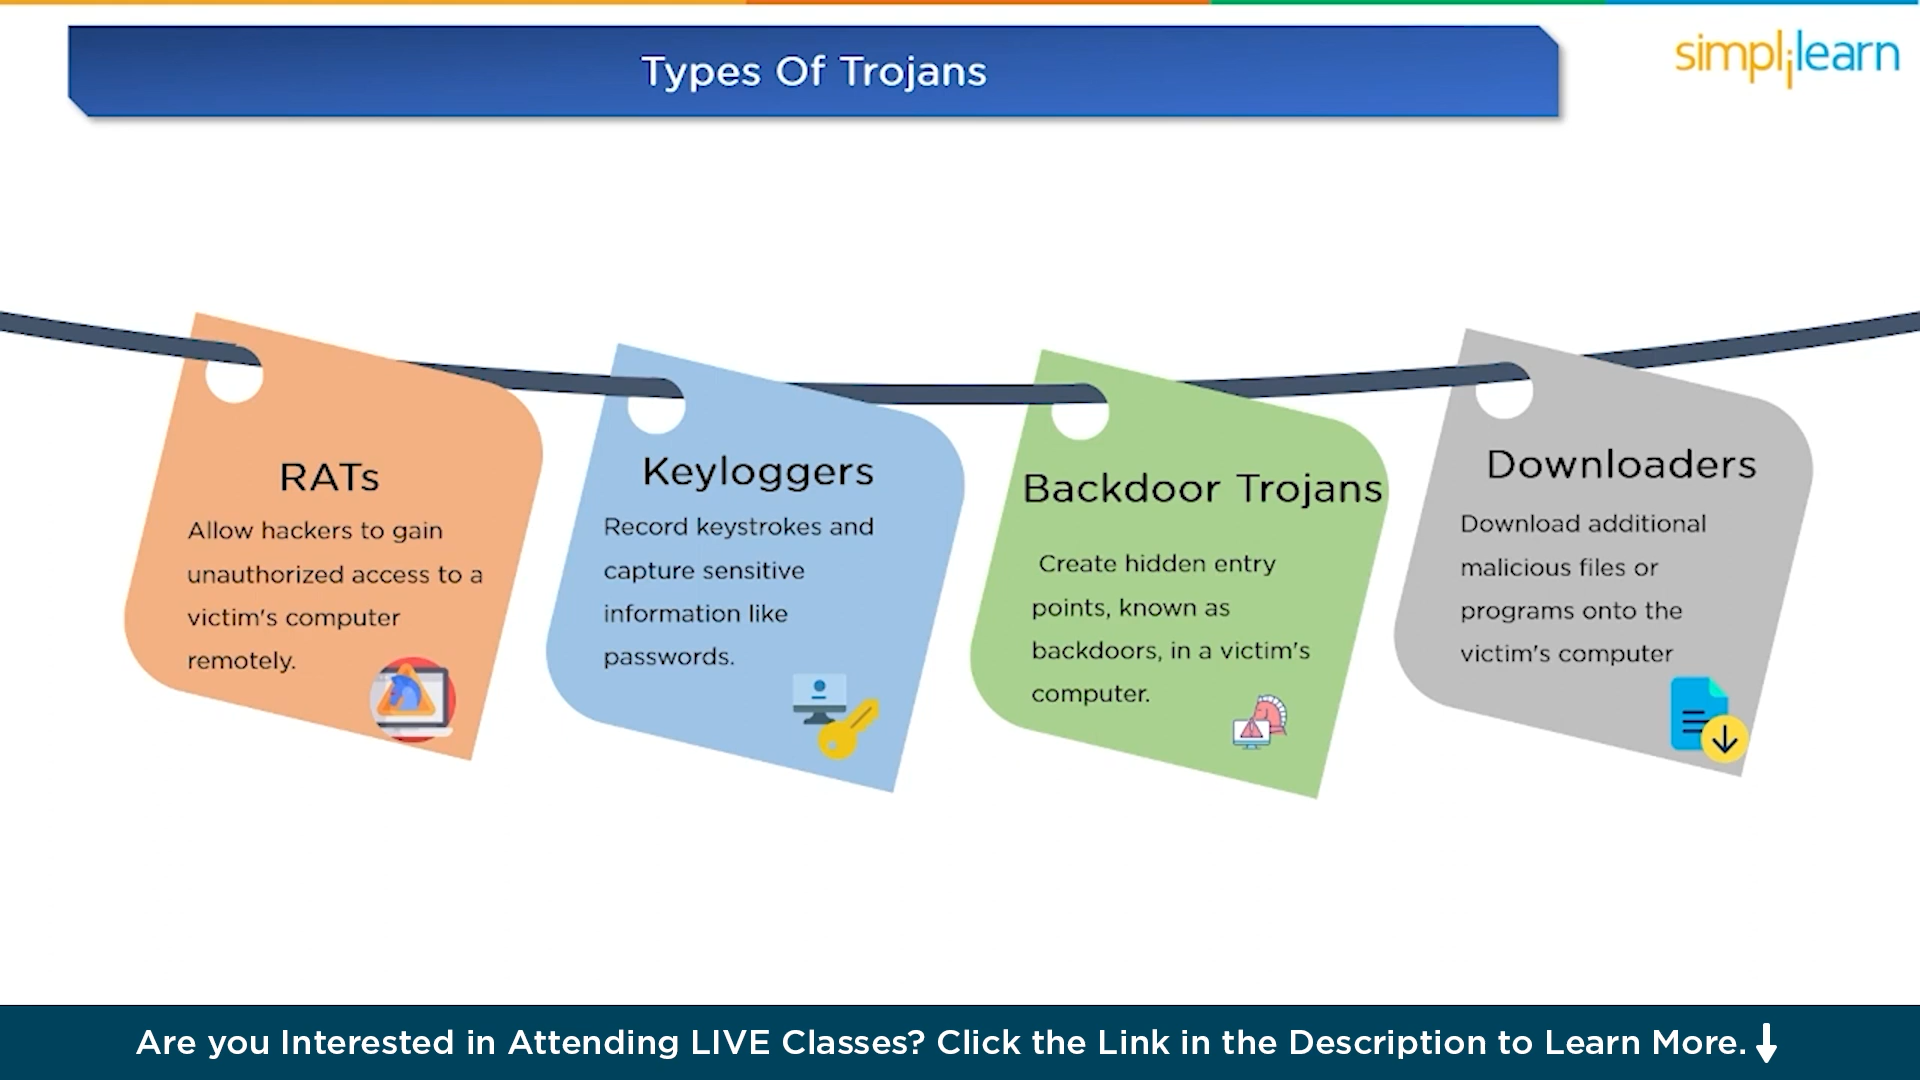 Types Of Trojans
simplilearn
RATs
Allow hackers to gain
unauthorized access to a
victim's computer
remotely.
Keyloggers
Record keystrokes and
capture sensitive
information like
passwords.
Backdoor Trojans
Create hidden entry
points, known as
backdoors, in a victim's
computer.
Downloaders
Download additional
malicious files or
programs onto the
victim's computer
Are you Interested in Attending LIVE Classes? Click the Link in the Description to Learn More.